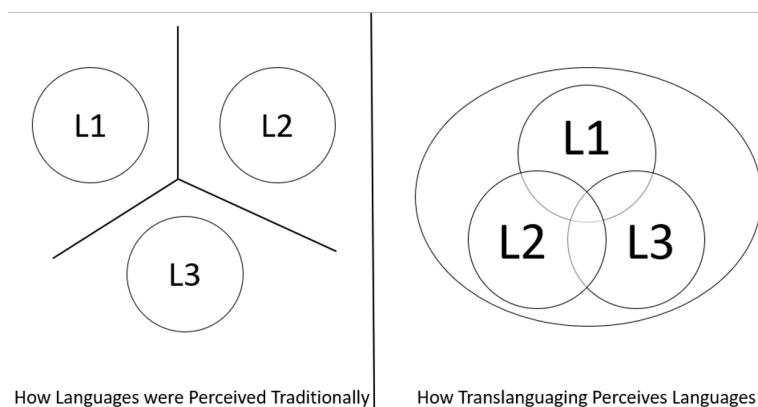 L1
L2
L3
How Languages were Perceived Traditionally
L1
L2
L3
How Translanguaging Perceives Languages